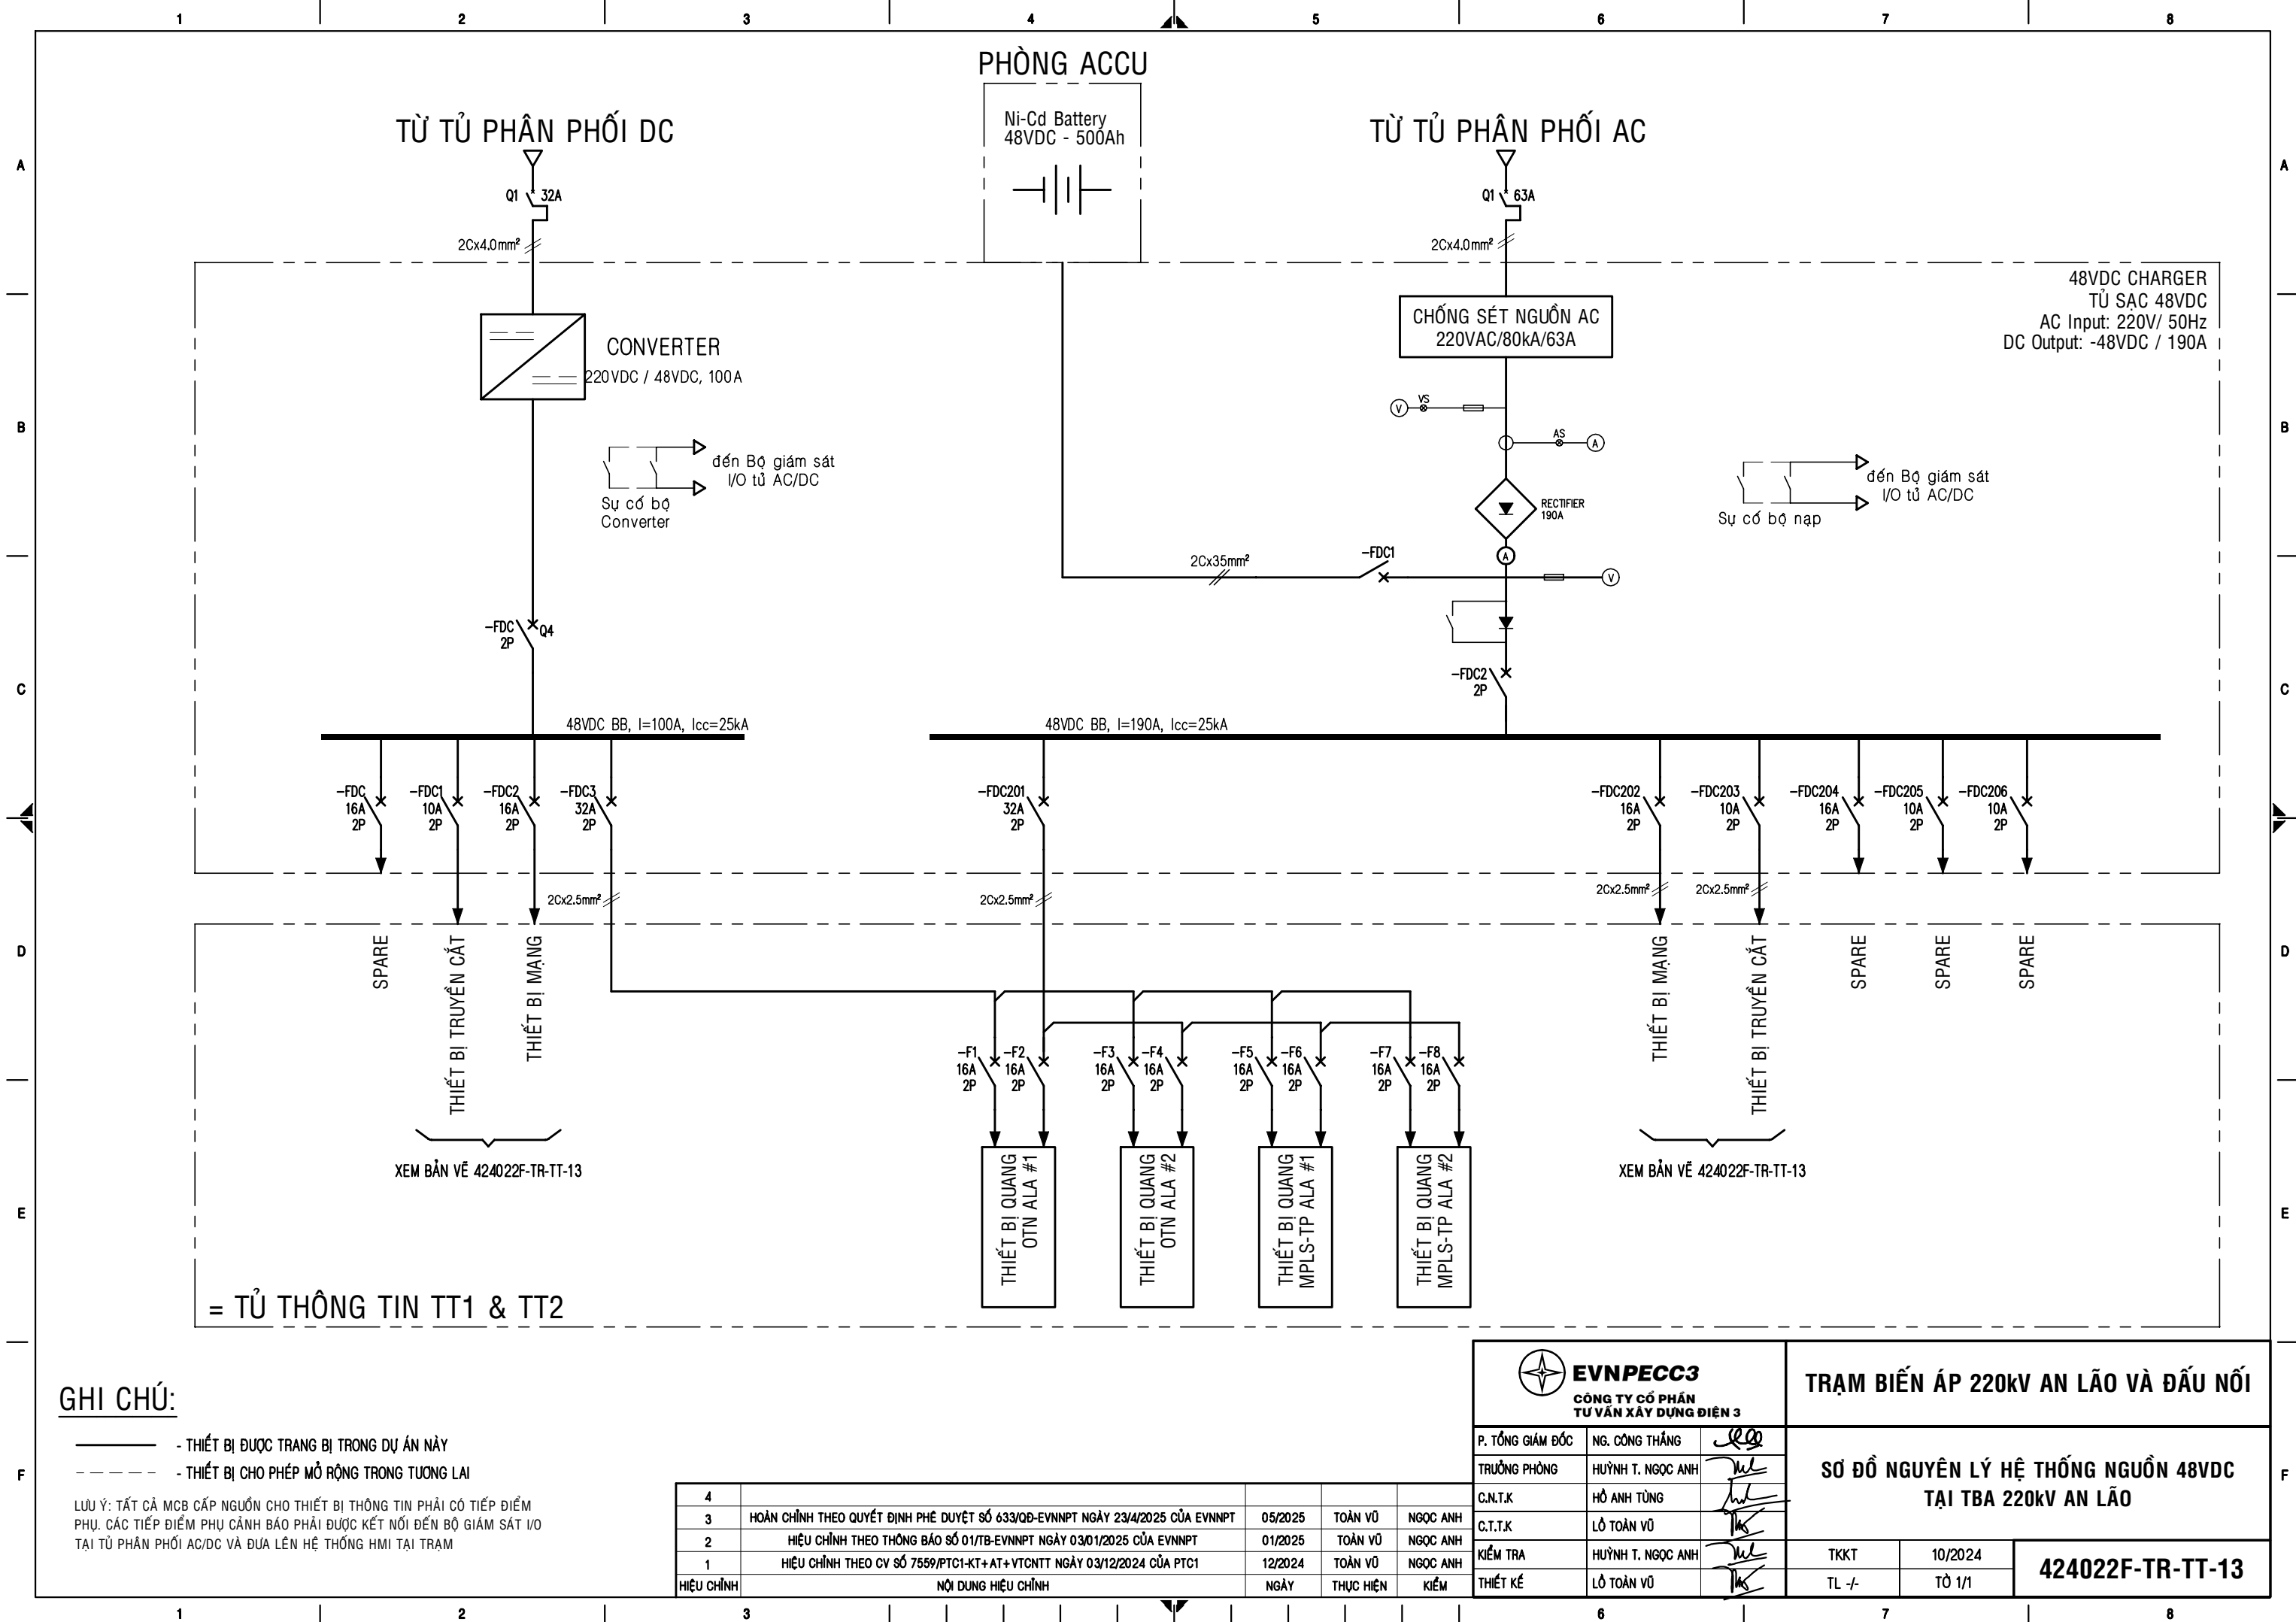 1 2 3 4 5 6 7 8
A
B
C
D
E
F
A
B
C
D
E
F
PHÒNG ACCU
Ni-Cd Battery
48VDC - 500Ah
TỪ TỦ PHÂN PHỐI DC
Q1 32A
2Cx4.0mm²
TỪ TỦ PHÂN PHỐI AC
Q1 63A
2Cx4.0mm²
48VDC CHARGER
TỦ SẠC 48VDC
AC Input: 220V/ 50Hz
DC Output: -48VDC / 190A
CHỐNG SÉT NGUỒN AC
220VAC/80kA/63A
CONVERTER
220VDC / 48VDC, 100A
V VS
AS A
đến Bộ giám sát
I/O tủ AC/DC
Sự cố bộ
Converter
đến Bộ giám sát
I/O tủ AC/DC
Sự cố bộ nạp
RECTIFIER
190A
A
2Cx35mm²
-FDC1
V
-FDC Q4
2P
-FDC2
2P
48VDC BB, I=100A, Icc=25kA
48VDC BB, I=190A, Icc=25kA
-FDC
16A
2P
-FDC1
10A
2P
-FDC2
16A
2P
-FDC3
32A
2P
-FDC201
32A
2P
-FDC202
16A
2P
-FDC203
10A
2P
-FDC204
16A
2P
-FDC205
10A
2P
-FDC206
10A
2P
2Cx2.5mm²
2Cx2.5mm²
2Cx2.5mm²
2Cx2.5mm²
SPARE
THIẾT BỊ TRUYỀN CẮT
THIẾT BỊ MẠNG
THIẾT BỊ MẠNG
THIẾT BỊ TRUYỀN CẮT
SPARE
SPARE
SPARE
-F1
16A
2P
-F2
16A
2P
-F3
16A
2P
-F4
16A
2P
-F5
16A
2P
-F6
16A
2P
-F7
16A
2P
-F8
16A
2P
XEM BẢN VẼ 424022F-TR-TT-13
XEM BẢN VẼ 424022F-TR-TT-13
THIẾT BỊ QUANG
OTN ALA #1
THIẾT BỊ QUANG
OTN ALA #2
THIẾT BỊ QUANG
MPLS-TP ALA #1
THIẾT BỊ QUANG
MPLS-TP ALA #2
= TỦ THÔNG TIN TT1 & TT2
GHI CHÚ:
- THIẾT BỊ ĐƯỢC TRANG BỊ TRONG DỰ ÁN NÀY
- THIẾT BỊ CHO PHÉP MỞ RỘNG TRONG TƯƠNG LAI
LƯU Ý: TẤT CẢ MCB CẤP NGUỒN CHO THIẾT BỊ THÔNG TIN PHẢI CÓ TIẾP ĐIỂM
PHỤ. CÁC TIẾP ĐIỂM PHỤ CẢNH BÁO PHẢI ĐƯỢC KẾT NỐI ĐẾN BỘ GIÁM SÁT I/O
TẠI TỦ PHÂN PHỐI AC/DC VÀ ĐƯA LÊN HỆ THỐNG HMI TẠI TRẠM
4
3 HOÀN CHỈNH THEO QUYẾT ĐỊNH PHÊ DUYỆT SỐ 633/QĐ-EVNNPT NGÀY 23/4/2025 CỦA EVNNPT 05/2025 TOÀN VŨ NGỌC ANH
2 HIỆU CHỈNH THEO THÔNG BÁO SỐ 01/TB-EVNNPT NGÀY 03/01/2025 CỦA EVNNPT 01/2025 TOÀN VŨ NGỌC ANH
1 HIỆU CHỈNH THEO CV SỐ 7559/PTC1-KT+AT+VTCNTT NGÀY 03/12/2024 CỦA PTC1 12/2024 TOÀN VŨ NGỌC ANH
HIỆU CHỈNH NỘI DUNG HIỆU CHỈNH NGÀY THỰC HIỆN KIỂM
EVNPECC3
CÔNG TY CỔ PHẦN
TƯ VẤN XÂY DỰNG ĐIỆN 3
TRẠM BIẾN ÁP 220kV AN LÃO VÀ ĐẤU NỐI
P. TỔNG GIÁM ĐỐC NG. CÔNG THẮNG
TRƯỞNG PHÒNG HUỲNH T. NGỌC ANH
C.N.T.K HỒ ANH TÙNG
C.T.T.K LỒ TOÀN VŨ
KIỂM TRA HUỲNH T. NGỌC ANH
THIẾT KẾ LỒ TOÀN VŨ
SƠ ĐỒ NGUYÊN LÝ HỆ THỐNG NGUỒN 48VDC
TẠI TBA 220kV AN LÃO
TKKT 10/2024
TL -/- TỜ 1/1
424022F-TR-TT-13
1 2 3 6 7 8